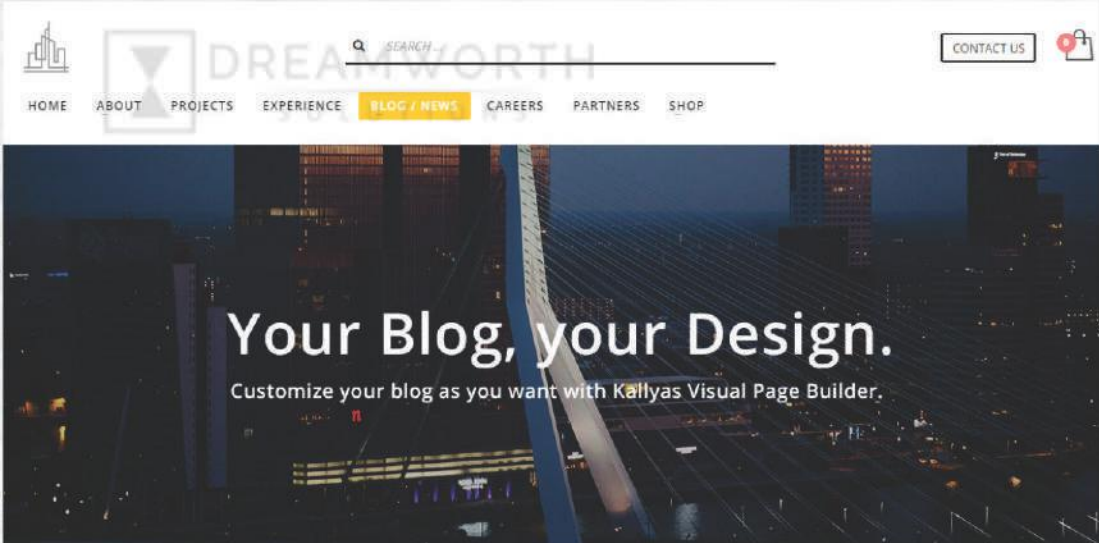 SEARCH ...
CONTACT US
0
DREAMWORTH
SOLUTIONS
HOME ABOUT PROJECTS EXPERIENCE BLOG / NEWS CAREERS PARTNERS SHOP
Your Blog, your Design.
Customize your blog as you want with Kallyas Visual Page Builder.
n